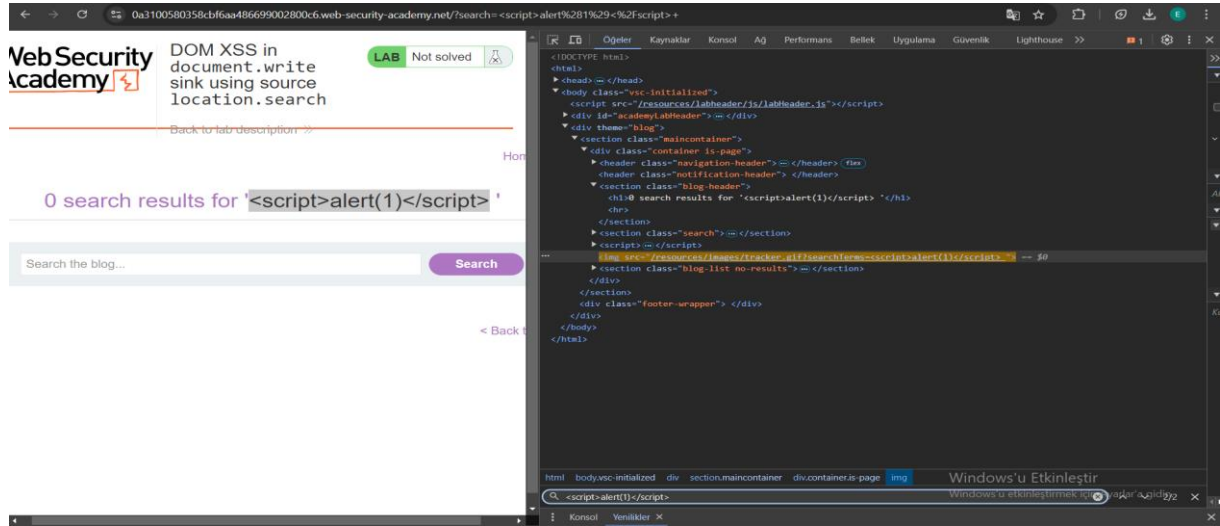 0a3100580358cbf6aa486699002800c6.web-security-academy.net/?search=<script>alert%281%29<%2Fscript>+
Web Security
Academy
DOM XSS in
document.write
sink using source
location.search
LAB Not solved
Back to lab description
Hom
0 search results for '<script>alert(1)</script> '
Search the blog...
Search
< Back t
Öğeler Kaynaklar Konsol Ağ Performans Bellek Uygulama Güvenlik Lighthouse >> 1
<!DOCTYPE html>
<html>
<head> </head>
<body class="vsc-initialized">
<script src="/resources/labheader/js/labHeader.js"></script>
<div id="academyLabHeader"> </div>
<div theme="blog">
<section class="maincontainer">
<div class="container is-page">
<header class="navigation-header"> </header> flex
<header class="notification-header"> </header>
<section class="blog-header">
<h1>0 search results for '<script>alert(1)</script> '</h1>
<hr>
</section>
<section class="search"> </section>
<script> </script>
<img src="/resources/images/tracker.gif?searchTerms=<script>alert(1)</script> "> == $0
<section class="blog-list no-results"> </section>
</div>
</section>
<div class="footer-wrapper"> </div>
</div>
</body>
</html>
html body.vsc-initialized div section.maincontainer div.container.is-page img
Windows'u Etkinleştir
Windows'u etkinleştirmek için
<script>alert(1)</script>
2/2
Konsol Yenilikler